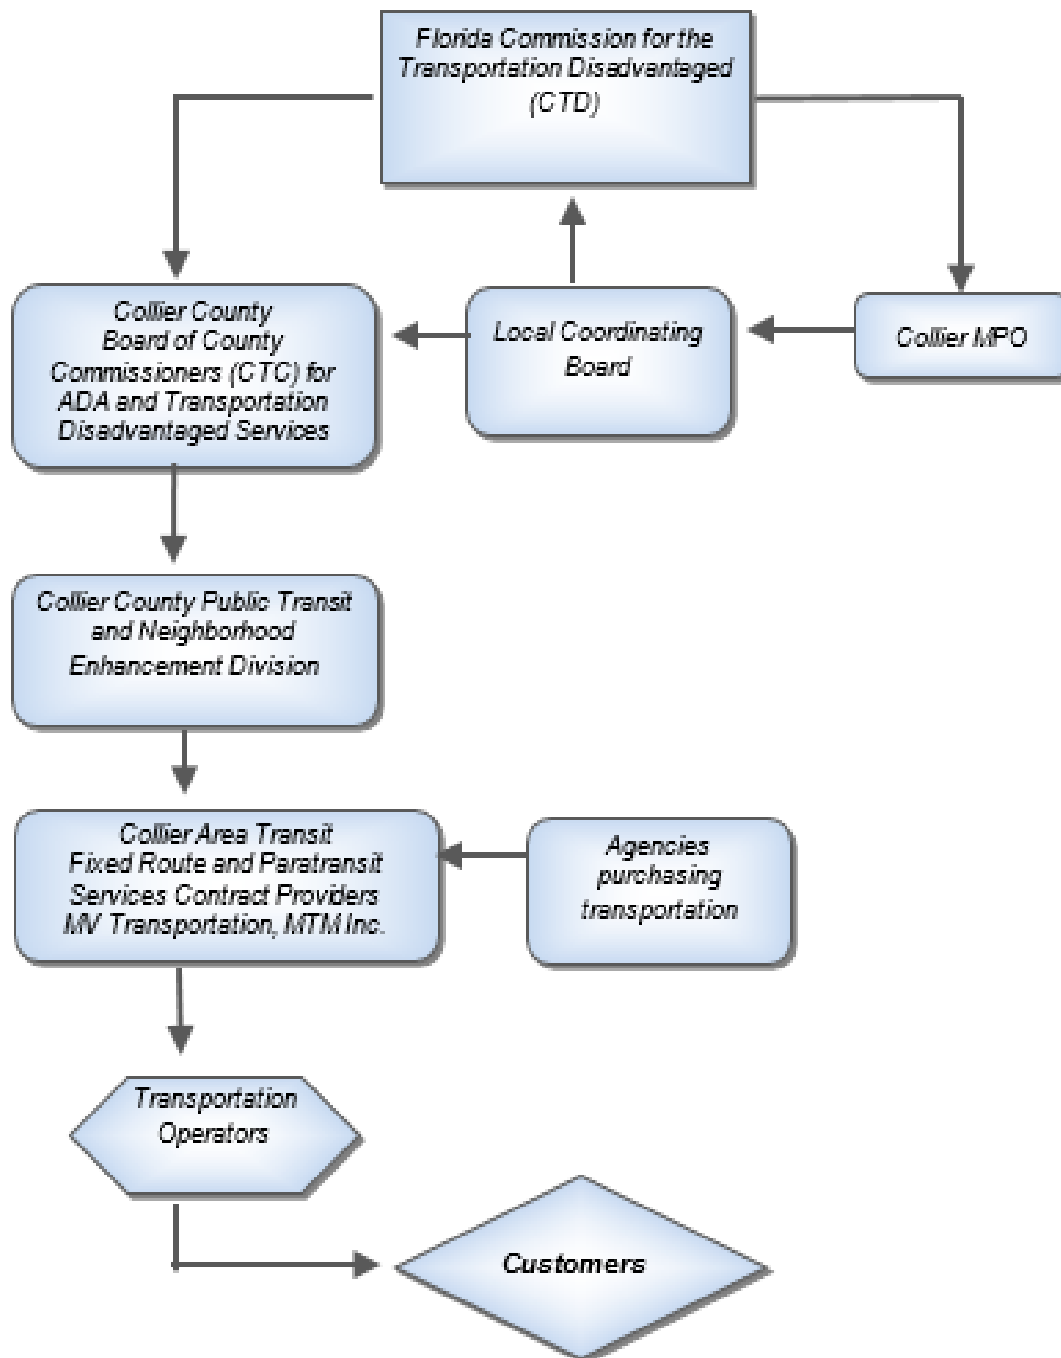 Florida Commission for the
Transportation Disadvantaged
(CTD)
Collier County
Board of County
Commissioners (CTC) for
ADA and Transportation
Disadvantaged Services
Local Coordinating
Board
Collier MPO
Collier County Public Transit
and Neighborhood
Enhancement Division
Collier Area Transit
Fixed Route and Paratransit
Services Contract Providers
MV Transportation, MTM Inc.
Agencies
purchasing
transportation
Transportation
Operators
Customers